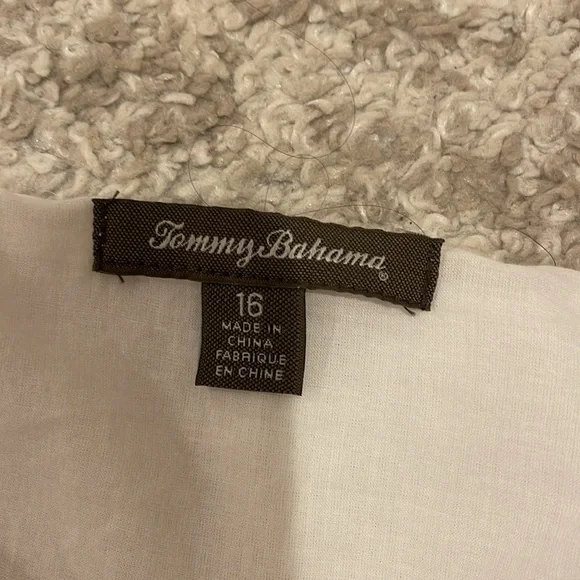 Tommy Bahama®
16
MADE IN
CHINA
FABRIQUE
EN CHINE